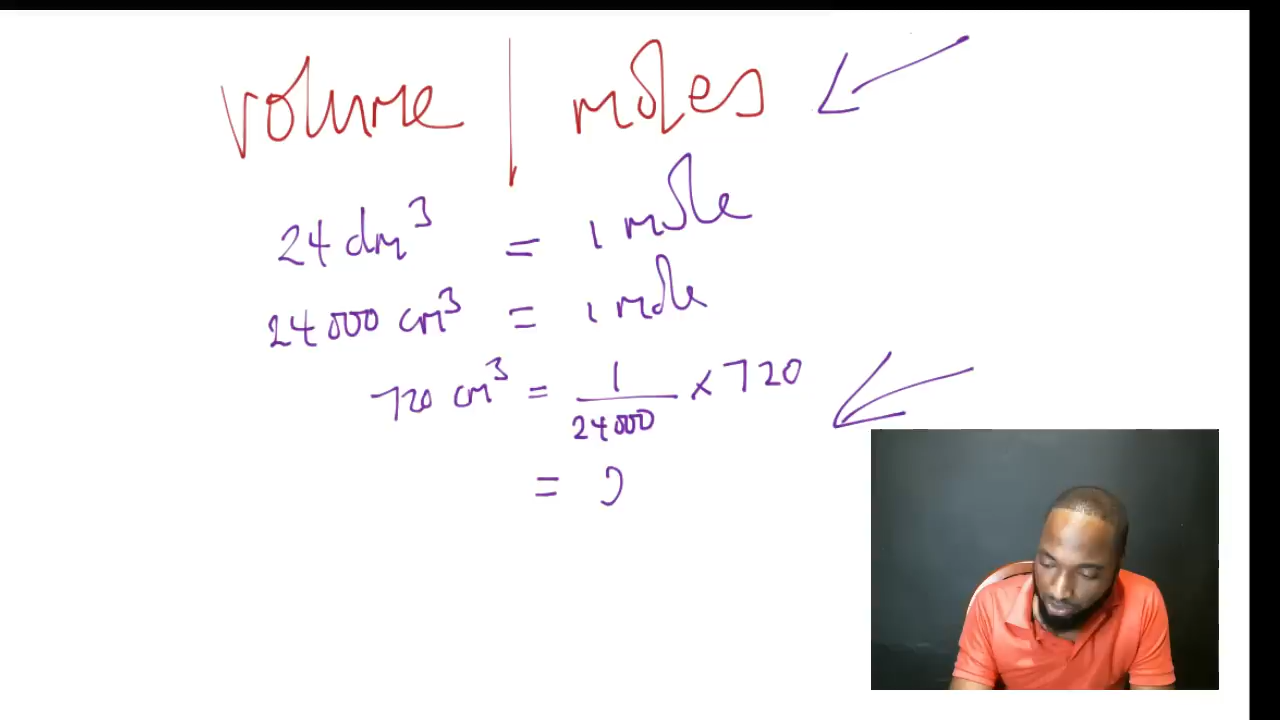 volume | moles
24 dm³ = 1 mole
24000 cm³ = 1 mole
720 cm³ = 1/24000 × 720
=